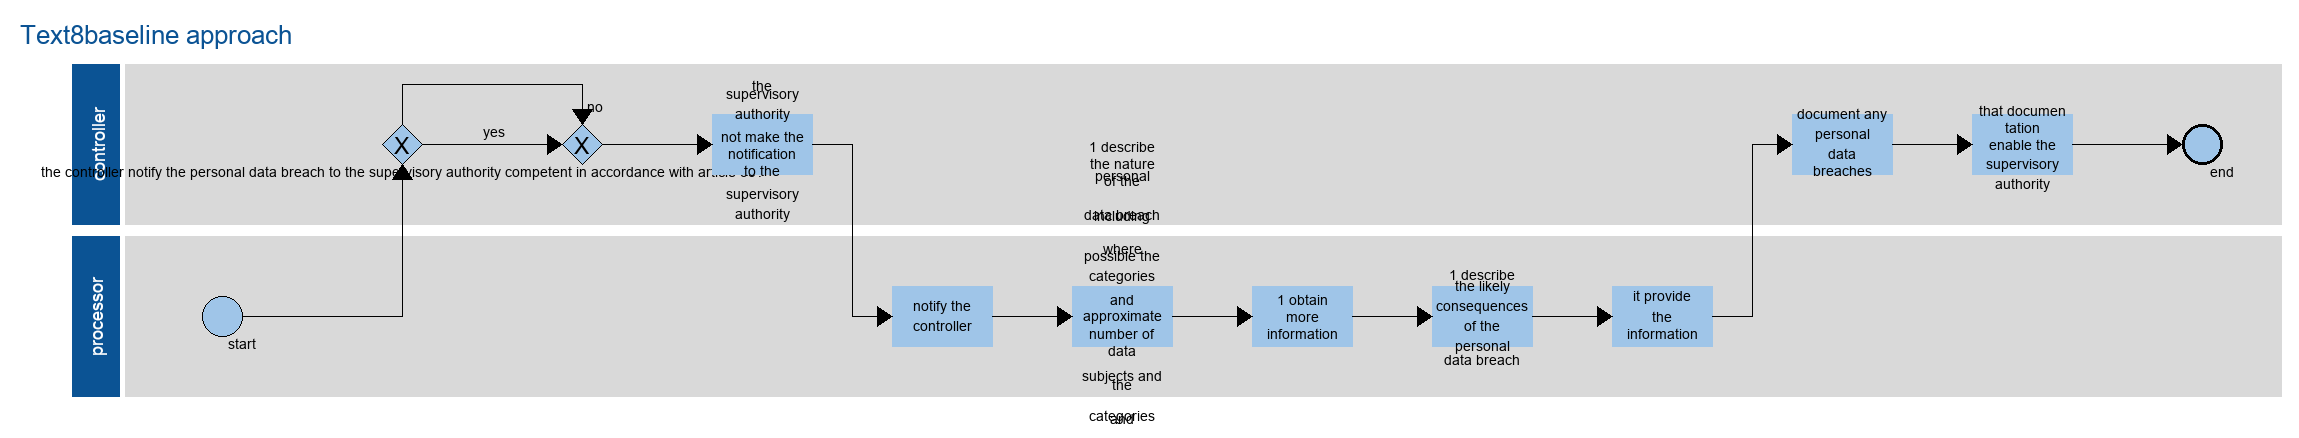 Text8baseline approach
controller
processor
start
the controller notify the personal data breach to the supervisory authority competent in accordance with
X
yes
no
X
the
supervisory
authority
not make the
notification
to the
supervisory
authority
notify the
controller
1 describe
the nature
of the
personal
data breach
including
where
possible the
categories
and
approximate
number of
data
subjects and
the
categories
and
1 obtain
more
information
1 describe
the likely
consequences
of the
personal
data breach
it provide
the
information
document any
personal
data
breaches
that documen
tation
enable the
supervisory
authority
end